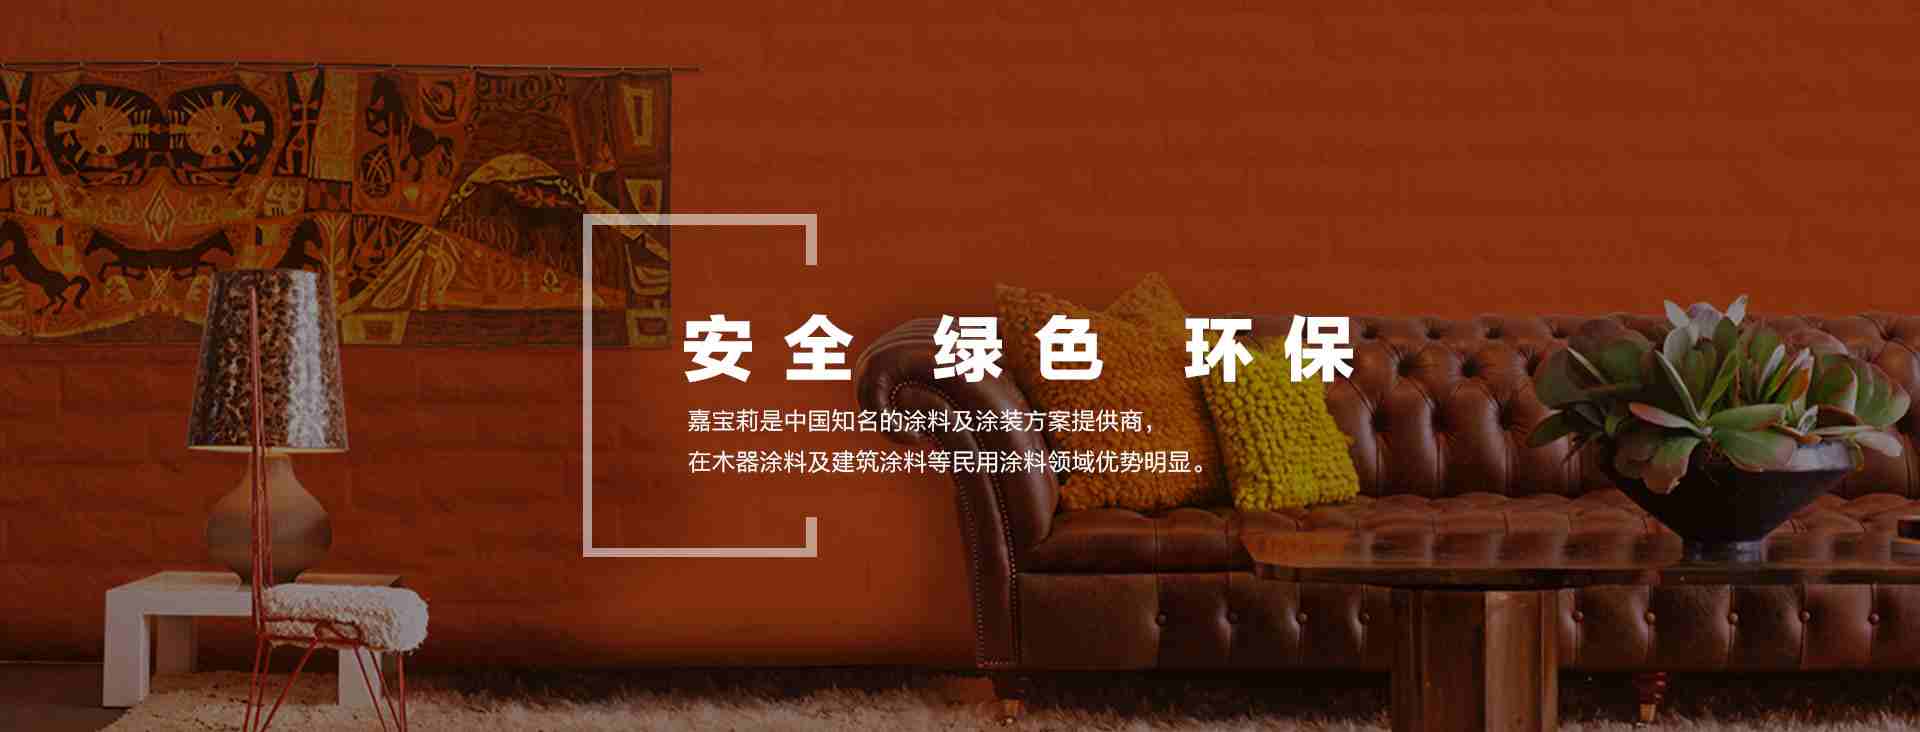 安全 绿色 环保
嘉宝莉是中国知名的涂料及涂装方案提供商，
在木器涂料及建筑涂料等民用涂料领域优势明显。